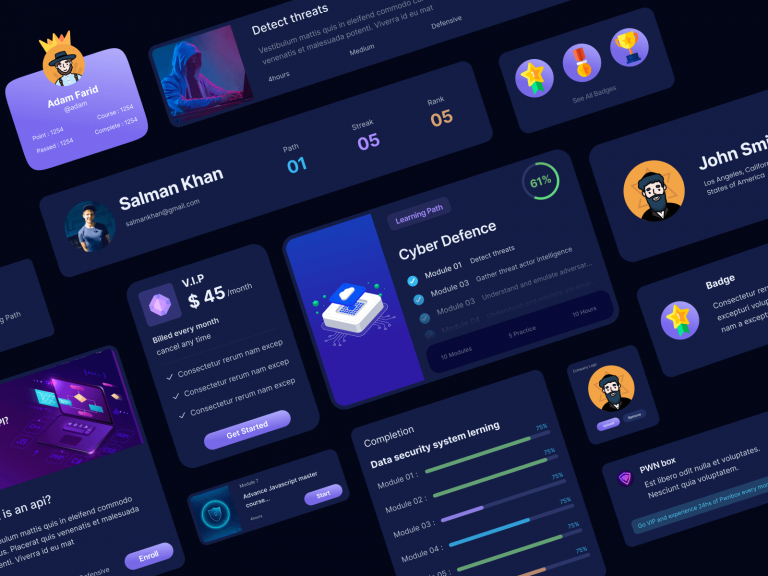 Adam Farid
@adam
Point : 1254
Course : 1254
Passed : 1254
Complete : 1254
Detect threats
Vestibulum mattis quis in eleifend commodo
venenatis et malesuada potenti. Viverra id eu mat
4hours
Medium
Defensive
See All Badges
Salman Khan
salmankhan@gmail.com
Path
01
Streak
05
Rank
05
John Smi
Los Angeles, Californ
States of America
V.I.P
$ 45 /month
Billed every month
cancel any time
Consectetur rerum nam excep
Consectetur rerum nam excep
Consectetur rerum nam excep
Get Started
Learning Path
61%
Cyber Defence
Module 01 Detect threats
Module 03 Gather threat actor intelligence
Module 03 Understand and emulate adversar...
10 Modules
5 Practice
10 Hours
Badge
Consectetur rer
excepturi volup
nam a except
ng Path
PI?
is an api?
bulum mattis quis in eleifend commodo
us. Placerat quis venenatis et malesuada
potenti. Viverra id eu mat
Defensive
Enroll
Module 7
Advance Javascript master
course...
4hours
Start
Completion
Data security system lerning
Module 01 :
75%
Module 02 :
75%
Module 03 :
75%
Module 04 :
75%
05 :
75%
Company Logo
Upload
Remove
PWN box
Est libero odit nulla et voluptates.
Nesciunt quia voluptatem.
Go VIP and experience 24hs of Pwnbox every mon